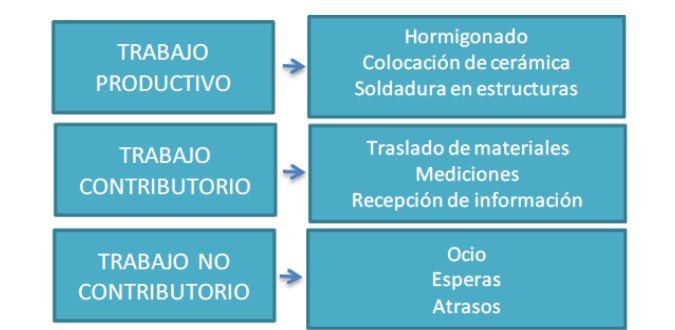 TRABAJO
PRODUCTIVO
Hormigonado
Colocación de cerámica
Soldadura en estructuras
TRABAJO
CONTRIBUTORIO
Traslado de materiales
Mediciones
Recepción de información
TRABAJO NO
CONTRIBUTORIO
Ocio
Esperas
Atrasos